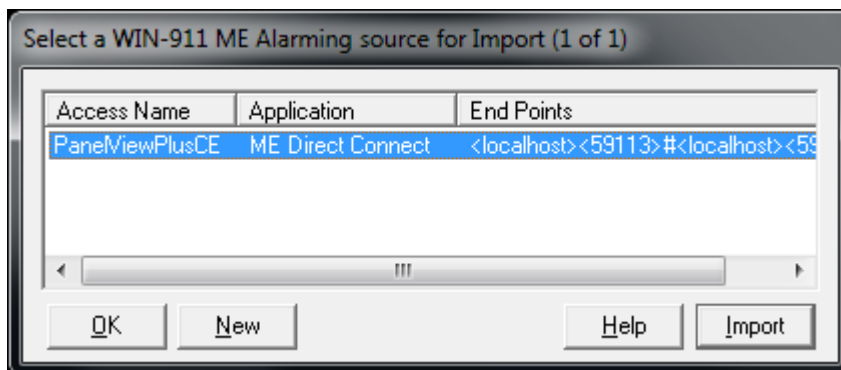 Select a WIN-911 ME Alarming source for Import (1 of 1)
Access Name Application End Points
PanelViewPlusCE ME Direct Connect <localhost><59113>#<localhost><59
OK New Help Import